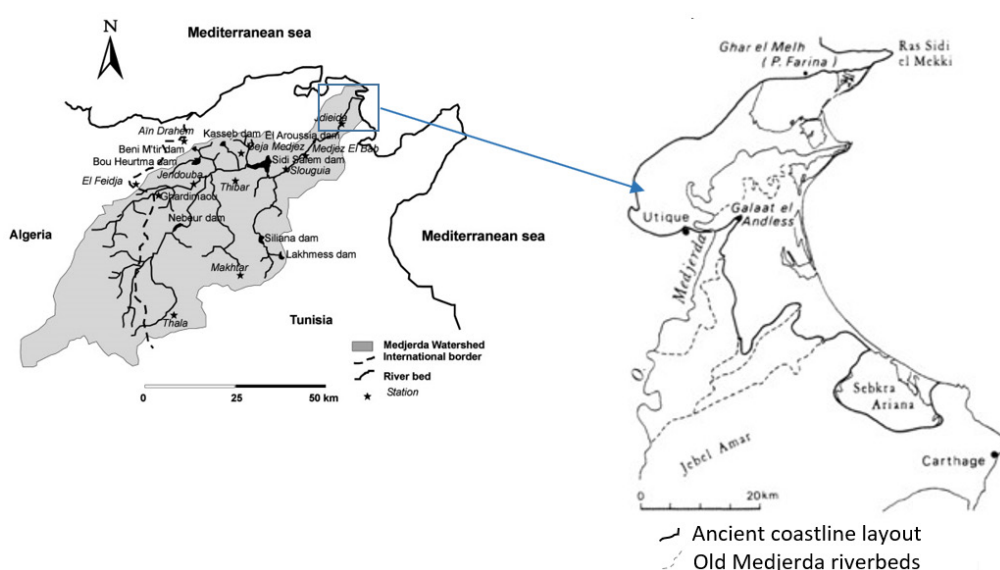 N
Mediterranean sea
Jdieida
Ain Drahem
Kasseb dam
El Aroussia dam
Beni M'tir dam
Beja
Medjez
Medjez El Bab
Bou Heurtma dam
Sidi Salem dam
Jendouba
Slouguia
El Feidja
Thibar
Ghardimaou
Nebeur dam
Algeria
Siliana dam
Mediterranean sea
Lakhmess dam
Makhtar
Thala
Tunisia
Medjerda Watershed
International border
River bed
Station
0 25 50 km
Ghar el Melh
( P. Farina )
Ras Sidi
el Mekki
Utique
Galaat el
Andless
Medjerda
O.
Sebkra
Ariana
Jebel Amar
Carthage
0 20km
Ancient coastline layout
Old Medjerda riverbeds